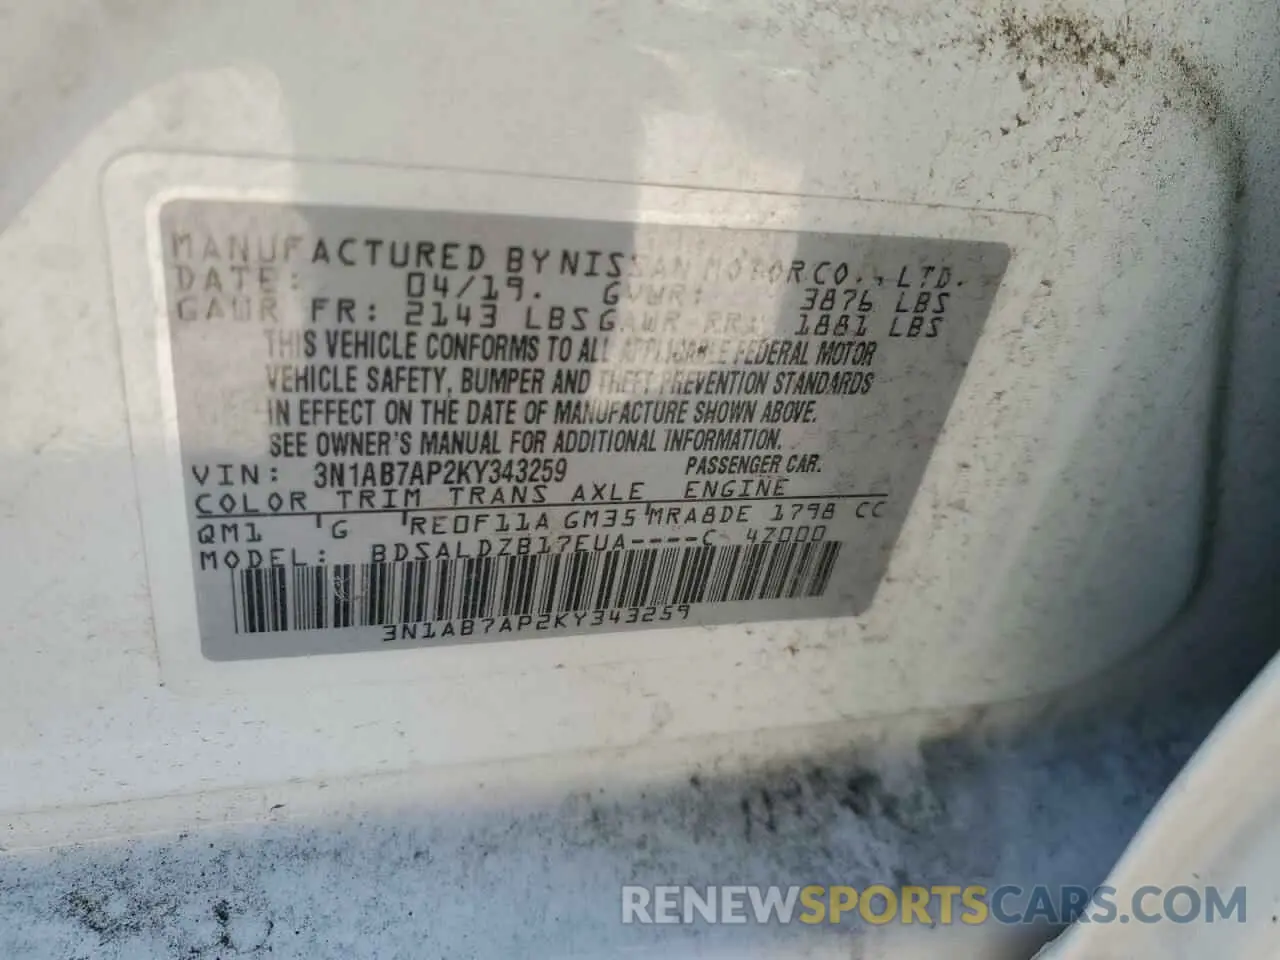 MANUFACTURED BY NISSAN MOTOR CO., LTD.
DATE: 04/19. GVWR: 3876 LBS
GAWR FR: 2143 LBS GAWR RR: 1881 LBS
THIS VEHICLE CONFORMS TO ALL APPLICABLE FEDERAL MOTOR
VEHICLE SAFETY, BUMPER AND THEFT PREVENTION STANDARDS
IN EFFECT ON THE DATE OF MANUFACTURE SHOWN ABOVE.
SEE OWNER'S MANUAL FOR ADDITIONAL INFORMATION.
VIN: 3N1AB7AP2KY343259 PASSENGER CAR.
COLOR TRIM TRANS AXLE ENGINE
QM1 'G 'RE0F11A GM35'MRA8DE 1798 CC
MODEL: BDSALDZB17EUA----C 4Z000
3N1AB7AP2KY343259
RENEWSPORTSCARS.COM